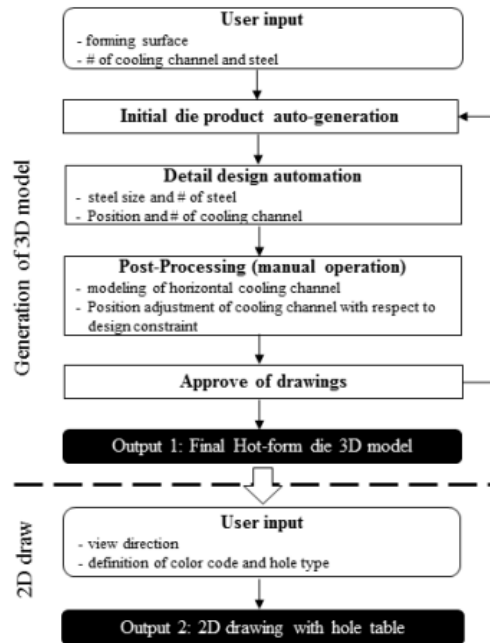 User input
- forming surface
- # of cooling channel and steel
Initial die product auto-generation
Detail design automation
- steel size and # of steel
- Position and # of cooling channel
Post-Processing (manual operation)
- modeling of horizontal cooling channel
- Position adjustment of cooling channel with respect to
design constraint
Approve of drawings
Output 1: Final Hot-form die 3D model
Generation of 3D model
User input
- view direction
- definition of color code and hole type
Output 2: 2D drawing with hole table
2D draw